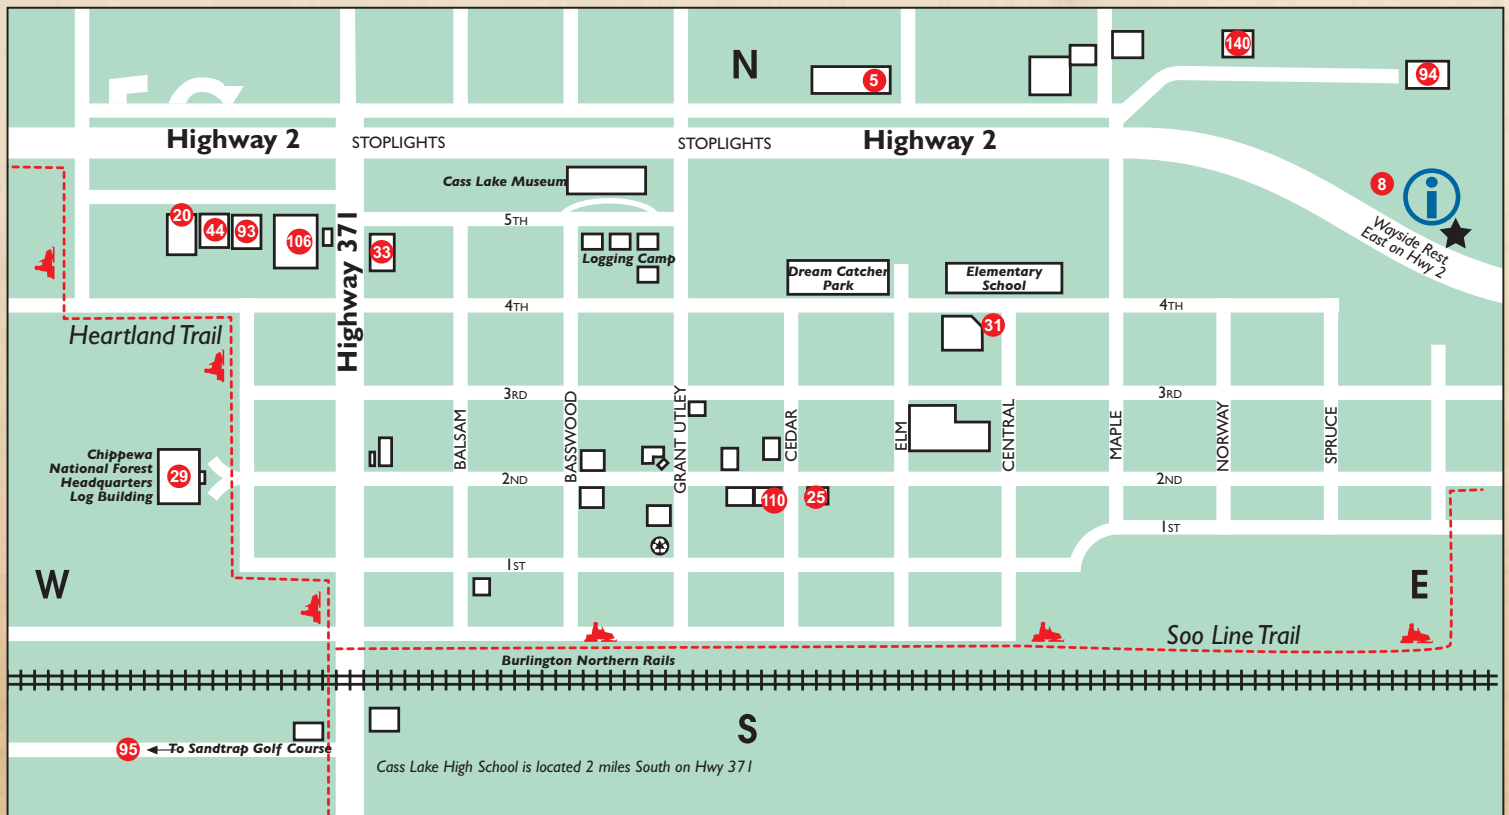 N
5
140
94
Highway 2
STOPLIGHTS
STOPLIGHTS
Highway 2
Cass Lake Museum
8
i
Wayside Rest
East on Hwy 2
20
44
93
106
Highway 371
33
5TH
Logging Camp
Dream Catcher
Park
Elementary
School
4TH
4TH
31
Heartland Trail
3RD
3RD
BALSAM
BASSWOOD
GRANT UTLEY
CEDAR
ELM
CENTRAL
MAPLE
NORWAY
SPRUCE
Chippewa
National Forest
Headquarters
Log Building
29
2ND
2ND
110
25
1ST
1ST
W
E
Soo Line Trail
Burlington Northern Rails
S
95
To Sandtrap Golf Course
Cass Lake High School is located 2 miles South on Hwy 371